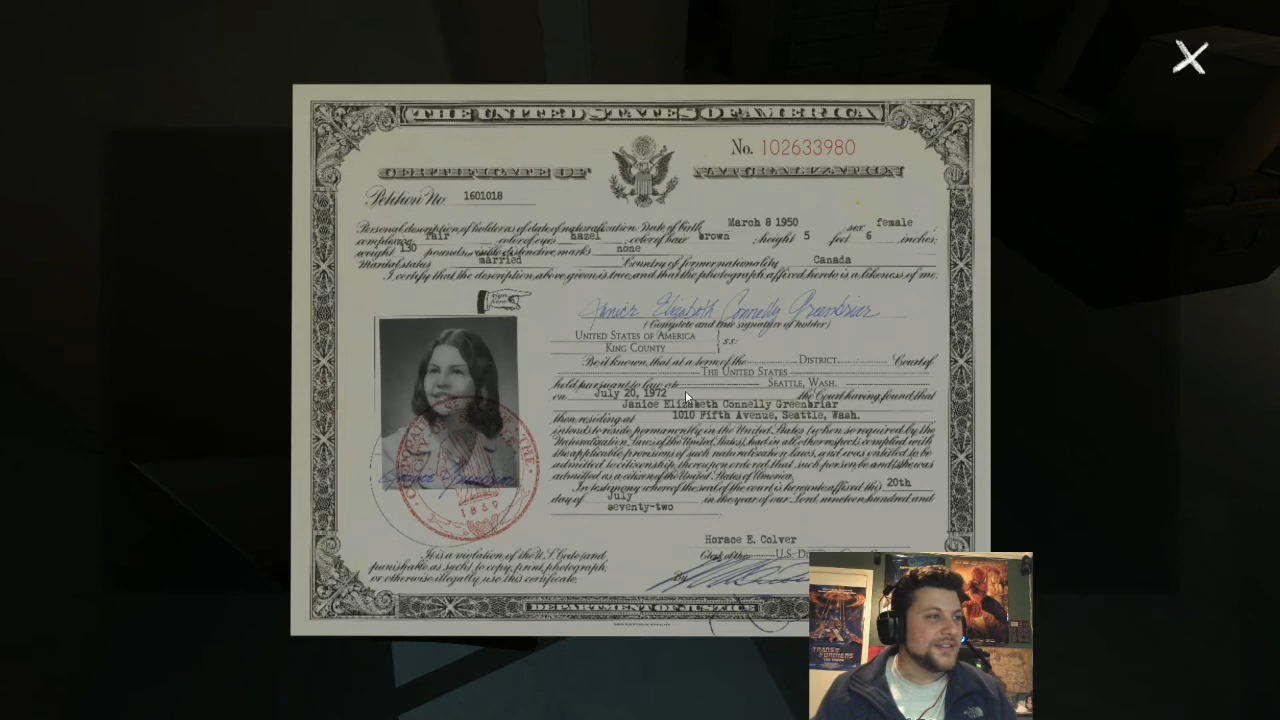 THE UNITED STATES OF AMERICA
No. 102633980
CERTIFICATE OF NATURALIZATION
Petition No. 1601018
Personal description of holder as of date of naturalization: Date of birth March 8 1950 sex female
complexion fair color of eyes hazel color of hair brown height 5 feet 6 inches;
weight 130 pounds, visible distinctive marks none
Marital status married Country of former nationality Canada
I certify that the description above given is true, and that the photograph affixed hereto is a likeness of me.
Sign here
Janice Elizabeth Connelly Greenbriar
(Complete and true signature of holder)
UNITED STATES OF AMERICA
KING COUNTY
ss:
Be it known, that at a term of the DISTRICT. Court of
THE UNITED STATES
held pursuant to law at SEATTLE, WASH.
on July 20, 1972 the Court having found that
Janice Elizabeth Connelly Greenbriar
then residing at 1010 Fifth Avenue, Seattle, Wash.
intends to reside permanently in the United States (when so required by the
Naturalization Laws of the United States), had in all other respects complied with
the applicable provisions of such naturalization laws, and was entitled to be
admitted to citizenship, thereupon ordered that such person be and (s)he was
admitted as a citizen of the United States of America.
In testimony whereof the seal of the court is hereunto affixed this 20th
day of July in the year of our Lord, nineteen hundred and
seventy-two
1869
Horace E. Colver
It is a violation of the U.S. Code (and
punishable as such) to copy, print, photograph,
or otherwise illegally use this certificate.
Clerk of the U.S. D
By
DEPARTMENT OF JUSTICE
TRANSFORMERS
THE MOVIE